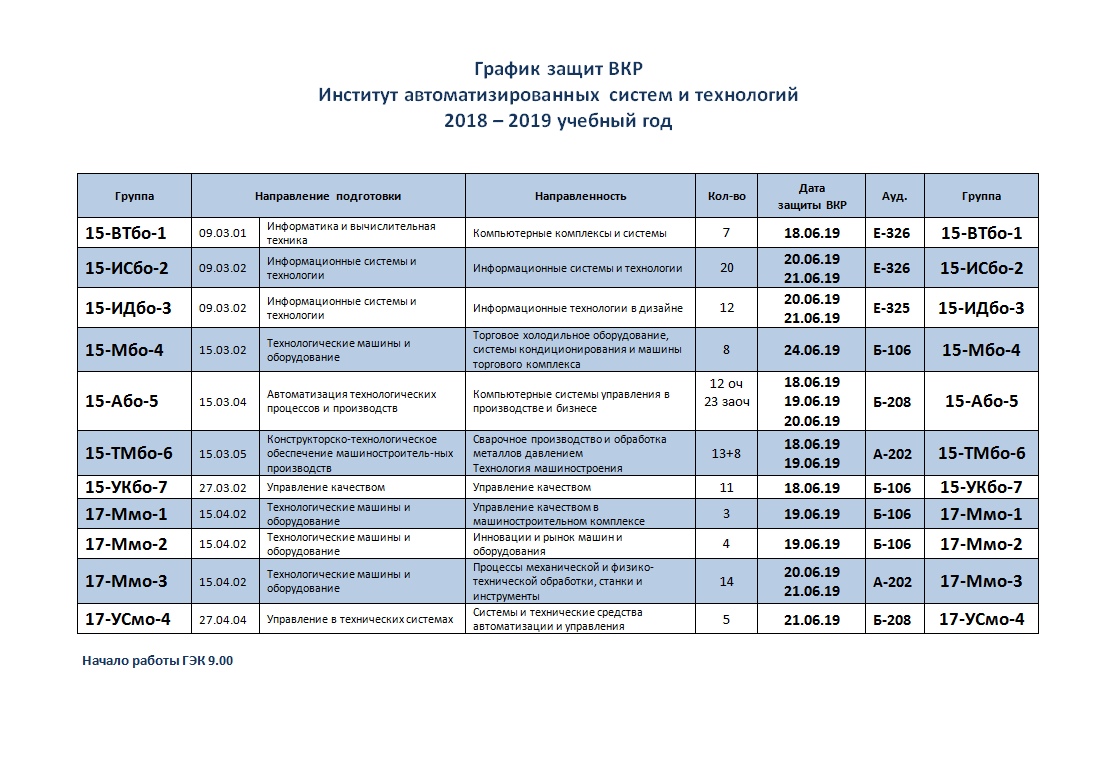 График защит ВКР
Институт автоматизированных систем и технологий
2018 – 2019 учебный год
Группа Направление подготовки Направленность Кол-во Дата защиты ВКР Ауд. Группа
15-ВТбо-1 09.03.01 Информатика и вычислительная техника Компьютерные комплексы и системы 7 18.06.19 Е-326 15-ВТбо-1
15-ИСбо-2 09.03.02 Информационные системы и технологии Информационные системы и технологии 20 20.06.19 21.06.19 Е-326 15-ИСбо-2
15-ИДбо-3 09.03.02 Информационные системы и технологии Информационные технологии в дизайне 12 20.06.19 21.06.19 Е-325 15-ИДбо-3
15-Мбо-4 15.03.02 Технологические машины и оборудование Торговое холодильное оборудование, системы кондиционирования и машины торгового комплекса 8 24.06.19 Б-106 15-Мбо-4
15-Або-5 15.03.04 Автоматизация технологических процессов и производств Компьютерные системы управления в производстве и бизнесе 12 оч 23 заоч 18.06.19 19.06.19 20.06.19 Б-208 15-Або-5
15-ТМбо-6 15.03.05 Конструкторско-технологическое обеспечение машиностроитель-ных производств Сварочное производство и обработка металлов давлением Технология машиностроения 13+8 18.06.19 19.06.19 А-202 15-ТМбо-6
15-УКбо-7 27.03.02 Управление качеством Управление качеством 11 18.06.19 Б-106 15-УКбо-7
17-Ммо-1 15.04.02 Технологические машины и оборудование Управление качеством в машиностроительном комплексе 3 19.06.19 Б-106 17-Ммо-1
17-Ммо-2 15.04.02 Технологические машины и оборудование Инновации и рынок машин и оборудования 4 19.06.19 Б-106 17-Ммо-2
17-Ммо-3 15.04.02 Технологические машины и оборудование Процессы механической и физико-технической обработки, станки и инструменты 14 20.06.19 21.06.19 А-202 17-Ммо-3
17-УСмо-4 27.04.04 Управление в технических системах Системы и технические средства автоматизации и управления 5 21.06.19 Б-208 17-УСмо-4
Начало работы ГЭК 9.00